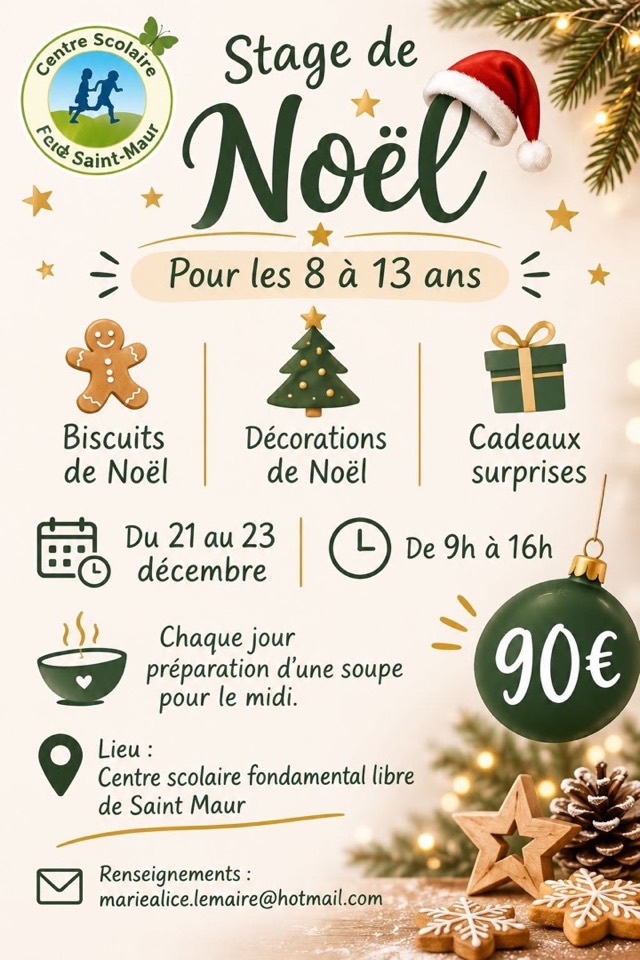 Centre Scolaire
Saint-Maur
Stage de
Noël
Pour les 8 à 13 ans
Biscuits
de Noël
Décorations
de Noël
Cadeaux
surprises
Du 21 au 23
décembre
De 9h à 16h
Chaque jour
préparation d'une soupe
pour le midi.
90€
Lieu :
Centre scolaire fondamental libre
de Saint Maur
Renseignements :
mariealice.lemaire@hotmail.com